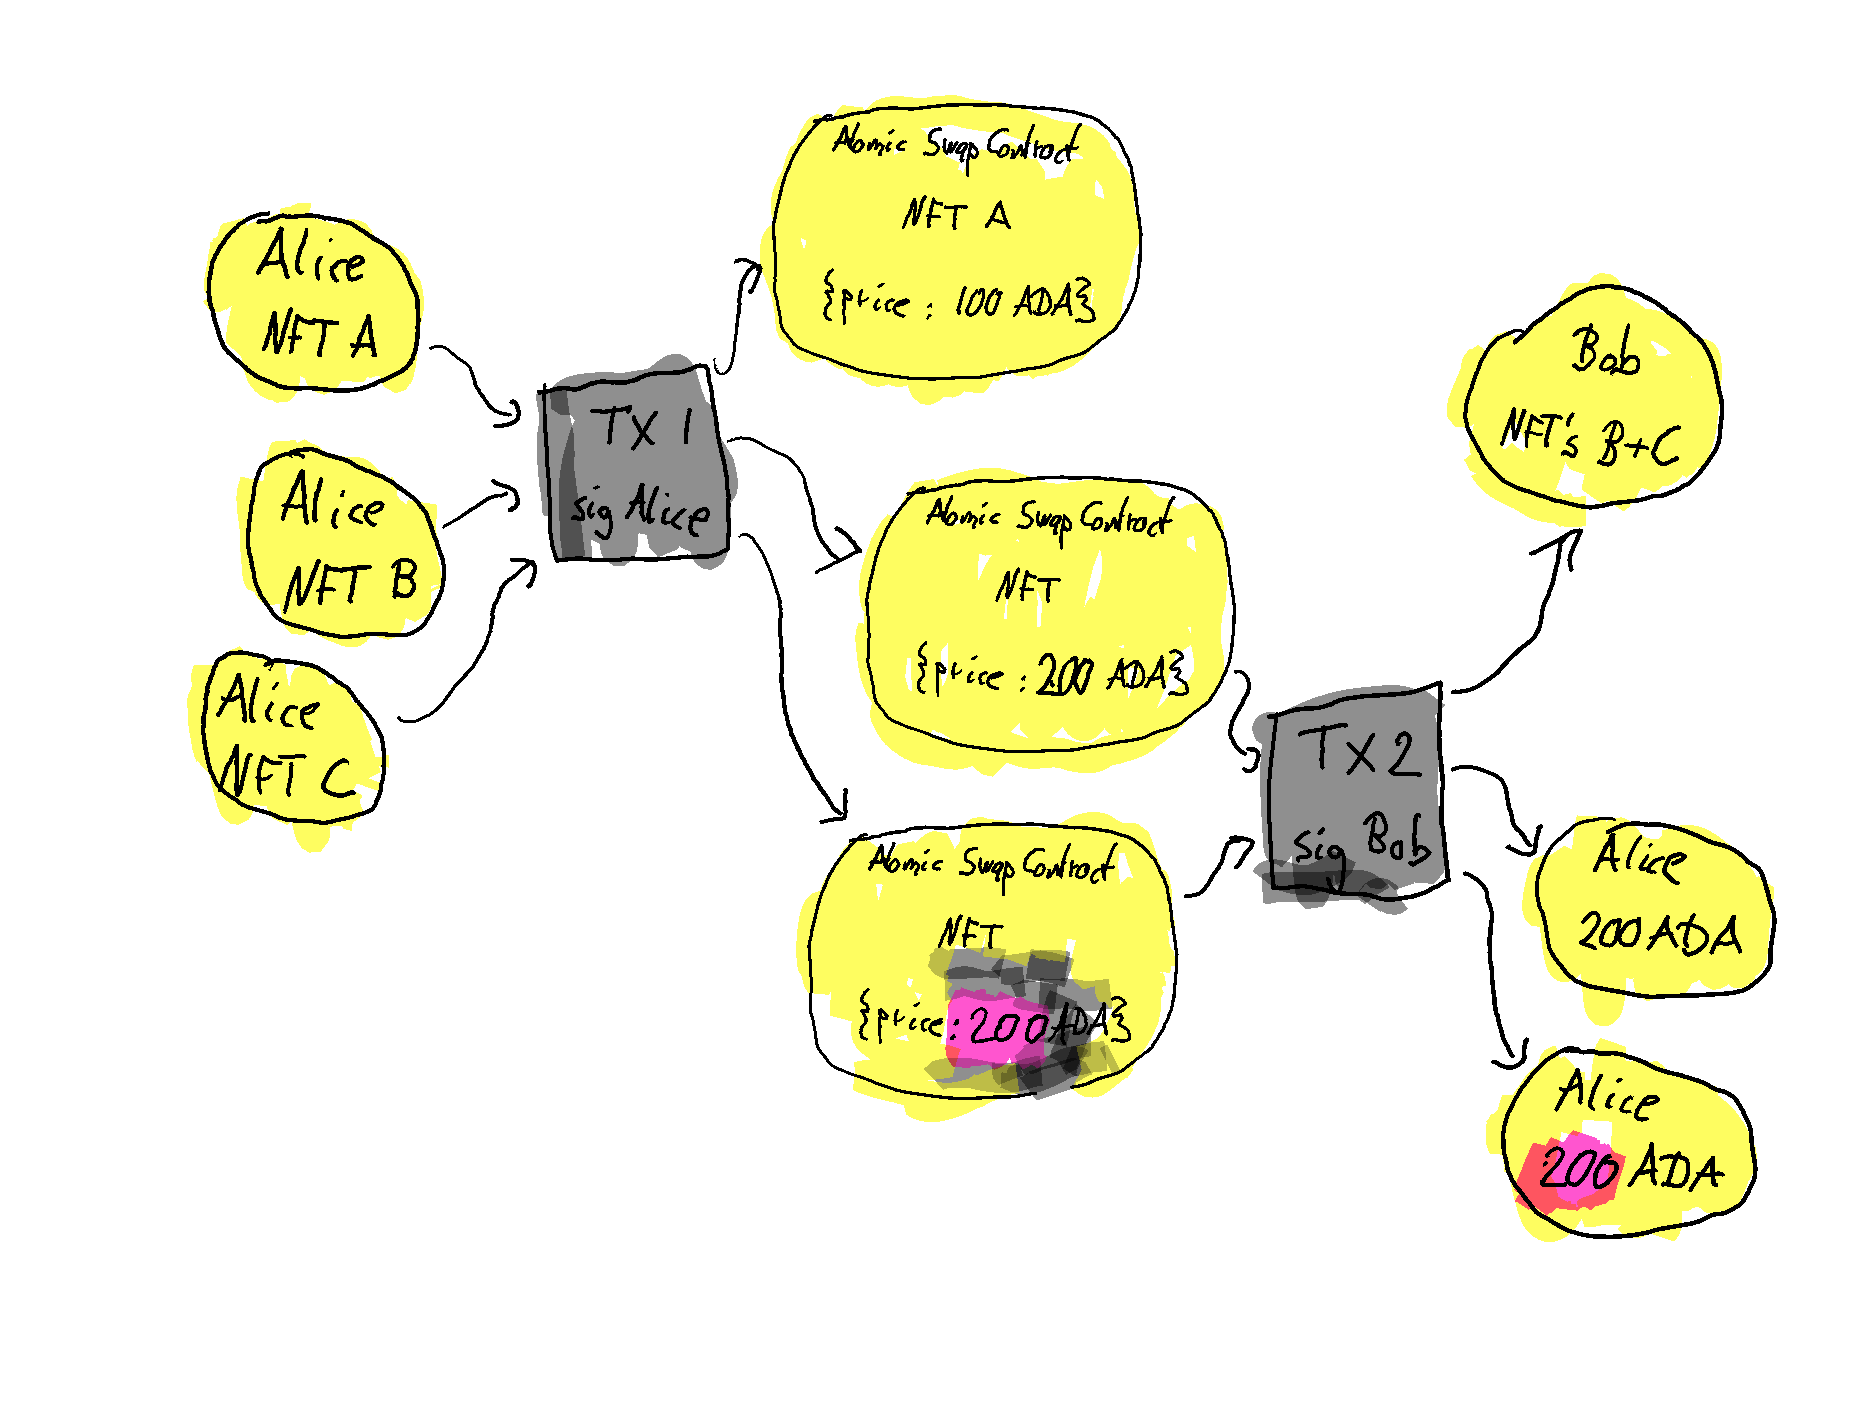 Alice
NFT A
Alice
NFT B
Alice
NFT C
TX 1
sig Alice
Atomic Swap Contract
NFT A
{price : 100 ADA}
Atomic Swap Contract
NFT
{price : 200 ADA}
Atomic Swap Contract
NFT
{price: 200 ADA}
TX2
sig Bob
Bob
NFT's B+C
Alice
200 ADA
Alice
200 ADA